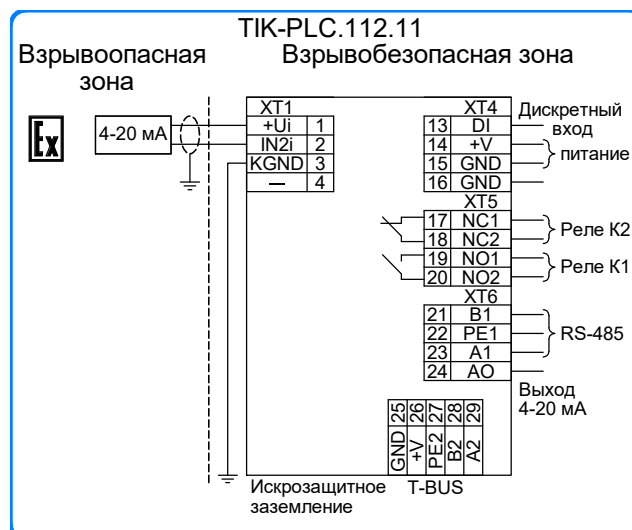 TIK-PLC.112.11
Взрывоопасная
зона
Взрывобезопасная зона
Ex
4-20 мА
XT1
+Ui 1
IN2i 2
KGND 3
— 4
XT4
13 DI
14 +V
15 GND
16 GND
XT5
17 NC1
18 NC2
19 NO1
20 NO2
XT6
21 B1
22 PE1
23 A1
24 AO
Дискретный
вход
питание
Реле К2
Реле К1
RS-485
Выход
4-20 мА
GND 25
+V 26
PE2 27
B2 28
A2 29
Искрозащитное
заземление
T-BUS